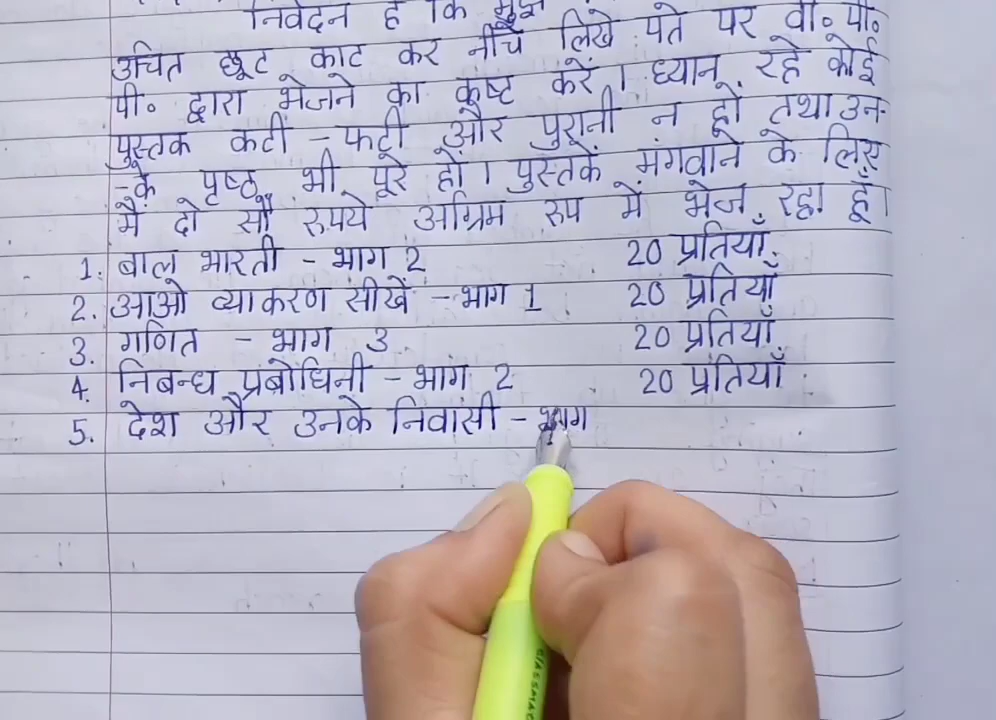 निवेदन है कि मुझे
उचित छूट काट कर नीचे लिखे पते पर वी० पी०
पी० द्वारा भेजने का कष्ट करें। ध्यान रहे कोई
पुस्तक कटी - फटी और पुरानी न हों तथा उन-
-के पृष्ठ भी पूरे हों। पुस्तकें मंगवाने के लिए
मैं दो सौ रुपये अग्रिम रूप में भेज रहा हूँ।
1. बाल भारती - भाग 2 20 प्रतियाँ
2. आओ व्याकरण सीखें - भाग 1 20 प्रतियाँ
3. गणित - भाग 3 20 प्रतियाँ
4. निबन्ध प्रबोधिनी - भाग 2 20 प्रतियाँ
5. देश और उनके निवासी - भाग